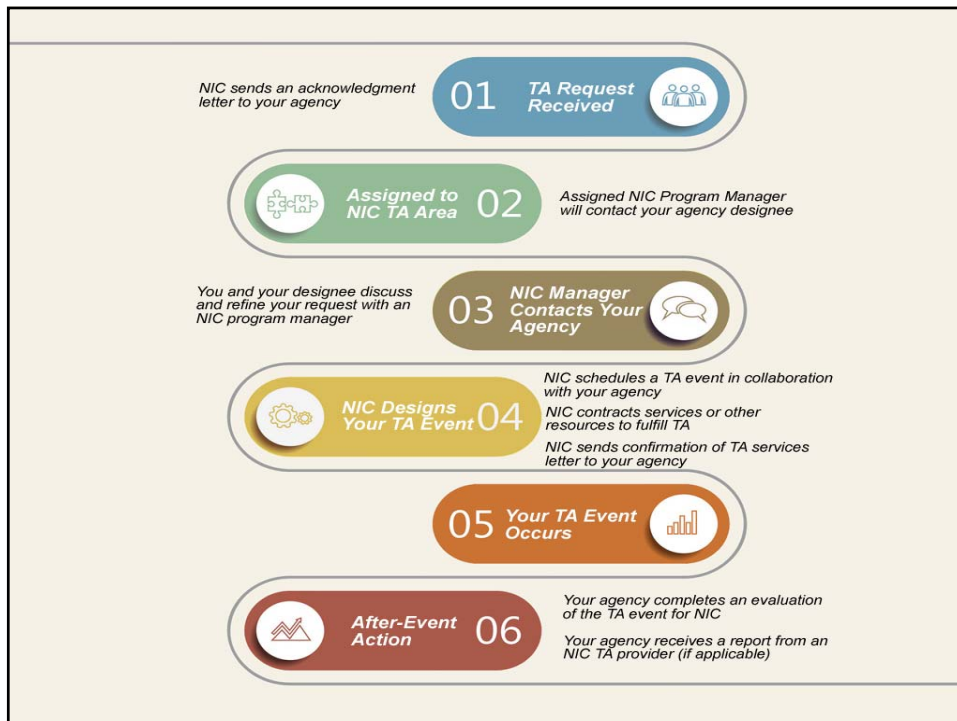 NIC sends an acknowledgment
letter to your agency
01
TA Request
Received
Assigned to
NIC TA Area
02
Assigned NIC Program Manager
will contact your agency designee
You and your designee discuss
and refine your request with an
NIC program manager
03
NIC Manager
Contacts Your
Agency
NIC Designs
Your TA Event
04
NIC schedules a TA event in collaboration
with your agency
NIC contracts services or other
resources to fulfill TA
NIC sends confirmation of TA services
letter to your agency
05
Your TA Event
Occurs
After-Event
Action
06
Your agency completes an evaluation
of the TA event for NIC
Your agency receives a report from an
NIC TA provider (if applicable)